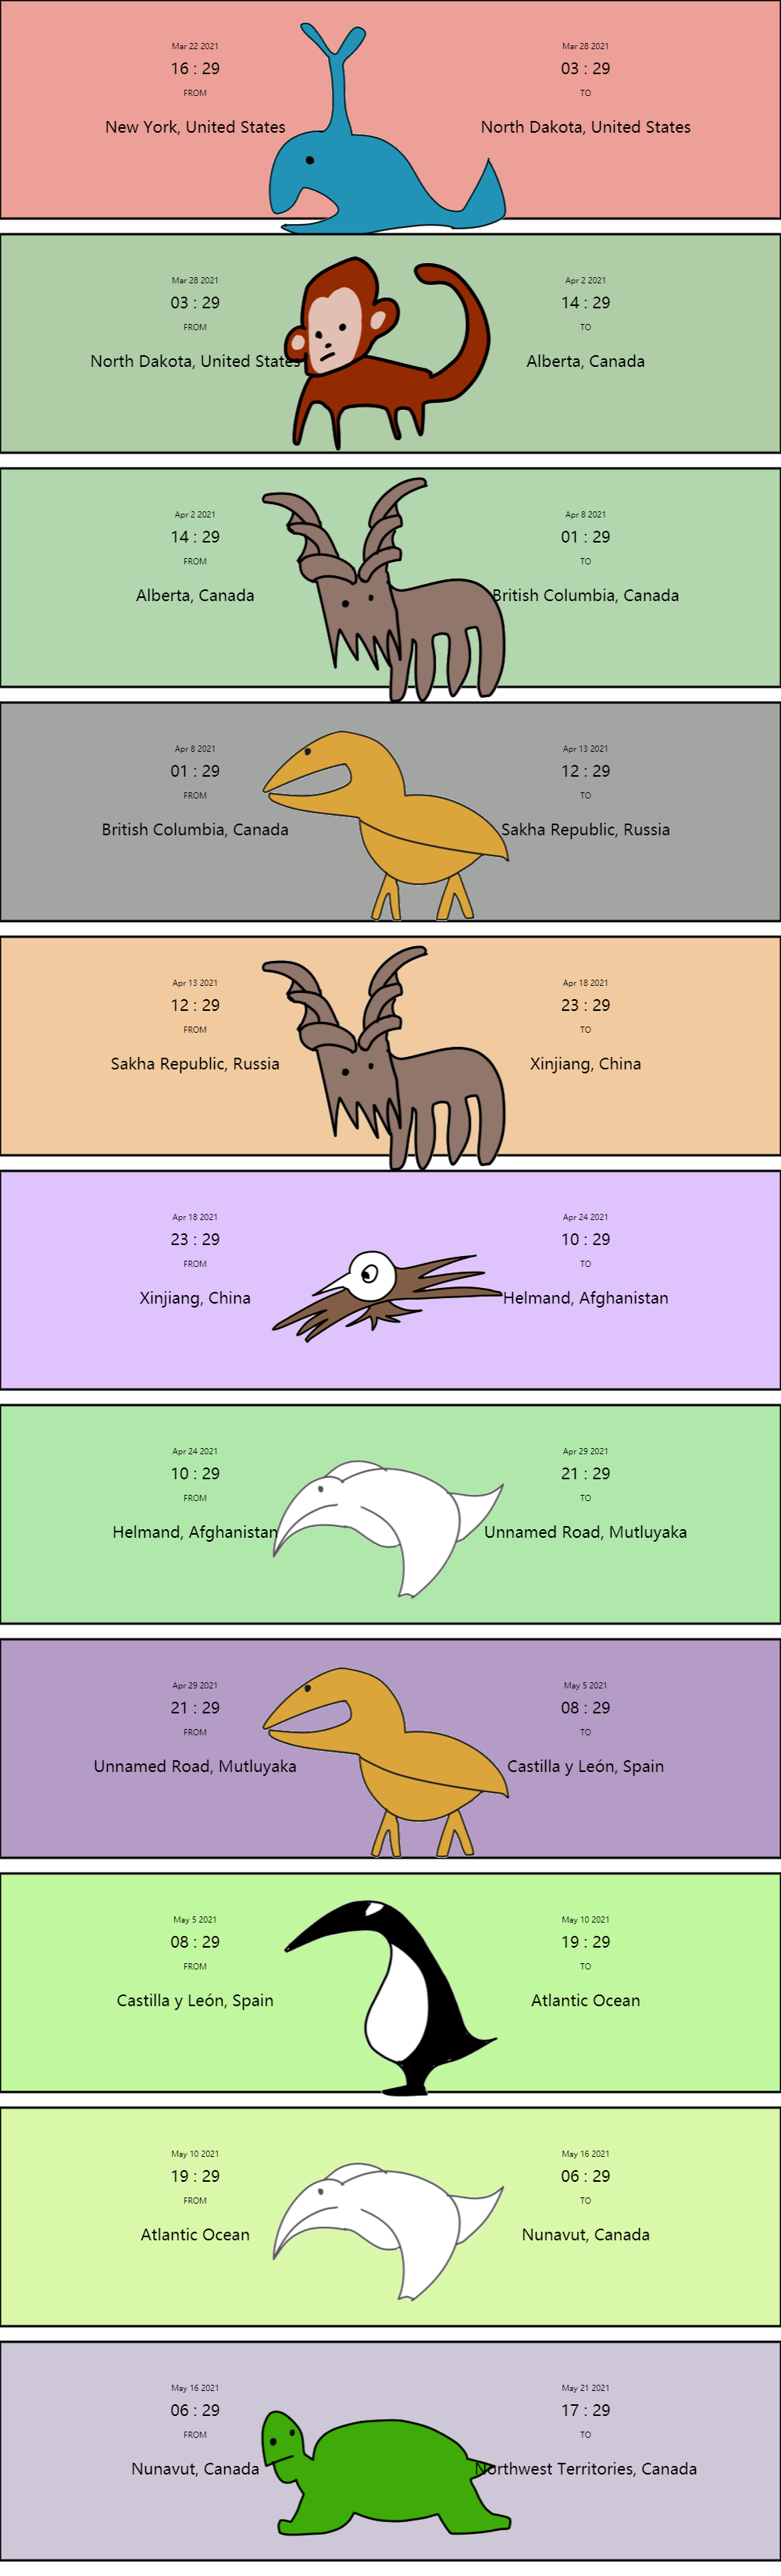 Mar 22 2021
16 : 29
FROM
New York, United States
Mar 28 2021
03 : 29
TO
North Dakota, United States
Mar 28 2021
03 : 29
FROM
North Dakota, United States
Apr 2 2021
14 : 29
TO
Alberta, Canada
Apr 2 2021
14 : 29
FROM
Alberta, Canada
Apr 8 2021
01 : 29
TO
British Columbia, Canada
Apr 8 2021
01 : 29
FROM
British Columbia, Canada
Apr 13 2021
12 : 29
TO
Sakha Republic, Russia
Apr 13 2021
12 : 29
FROM
Sakha Republic, Russia
Apr 18 2021
23 : 29
TO
Xinjiang, China
Apr 18 2021
23 : 29
FROM
Xinjiang, China
Apr 24 2021
10 : 29
TO
Helmand, Afghanistan
Apr 24 2021
10 : 29
FROM
Helmand, Afghanistan
Apr 29 2021
21 : 29
TO
Unnamed Road, Mutluyaka
Apr 29 2021
21 : 29
FROM
Unnamed Road, Mutluyaka
May 5 2021
08 : 29
TO
Castilla y León, Spain
May 5 2021
08 : 29
FROM
Castilla y León, Spain
May 10 2021
19 : 29
TO
Atlantic Ocean
May 10 2021
19 : 29
FROM
Atlantic Ocean
May 16 2021
06 : 29
TO
Nunavut, Canada
May 16 2021
06 : 29
FROM
Nunavut, Canada
May 21 2021
17 : 29
TO
Northwest Territories, Canada